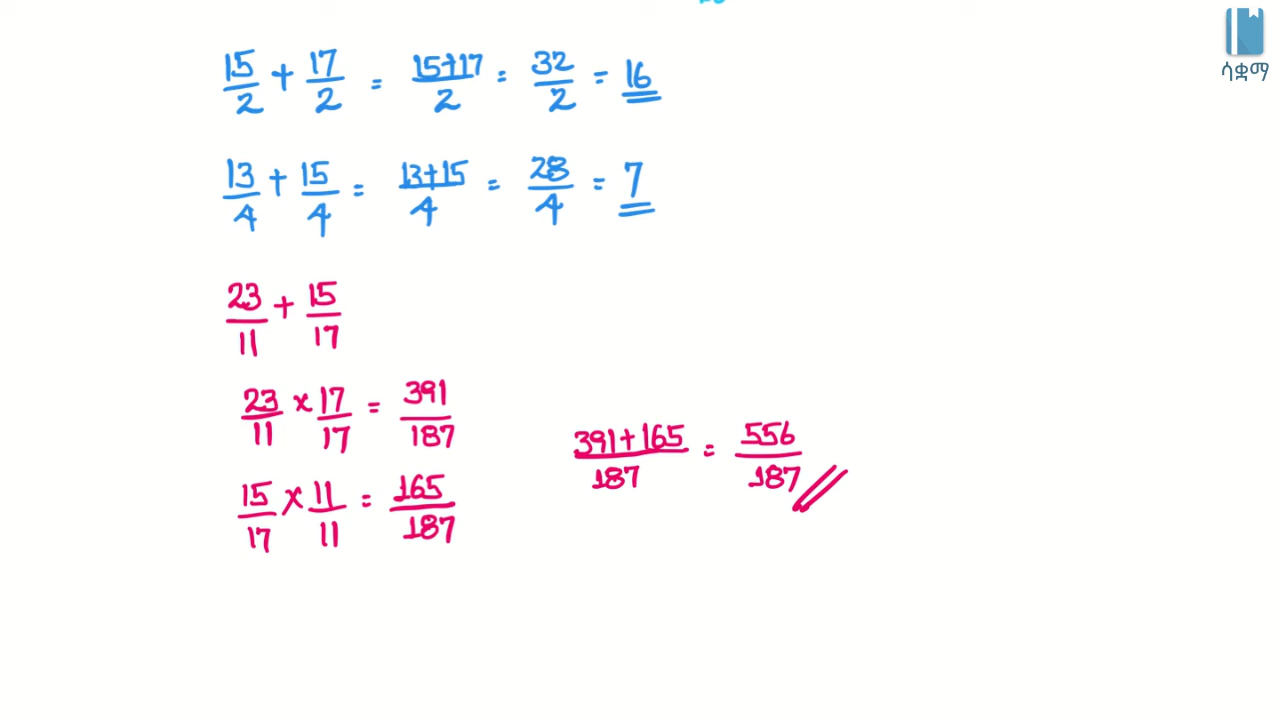 ሳቋማ
15/2 + 17/2 = 15+17/2 = 32/2 = 16
13/4 + 15/4 = 13+15/4 = 28/4 = 7
23/11 + 15/17
23/11 × 17/17 = 391/187
391+165/187 = 556/187
15/17 × 11/11 = 165/187